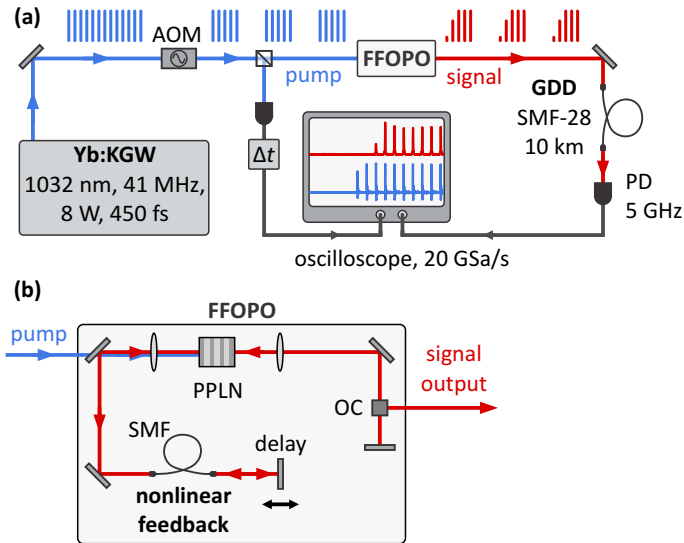 (a)
AOM
pump
FFOPO
signal
GDD
SMF-28
10 km
Yb:KGW
1032 nm, 41 MHz,
8 W, 450 fs
Δt
PD
5 GHz
oscilloscope, 20 GSa/s
(b)
FFOPO
pump
PPLN
signal
output
OC
SMF
delay
nonlinear
feedback